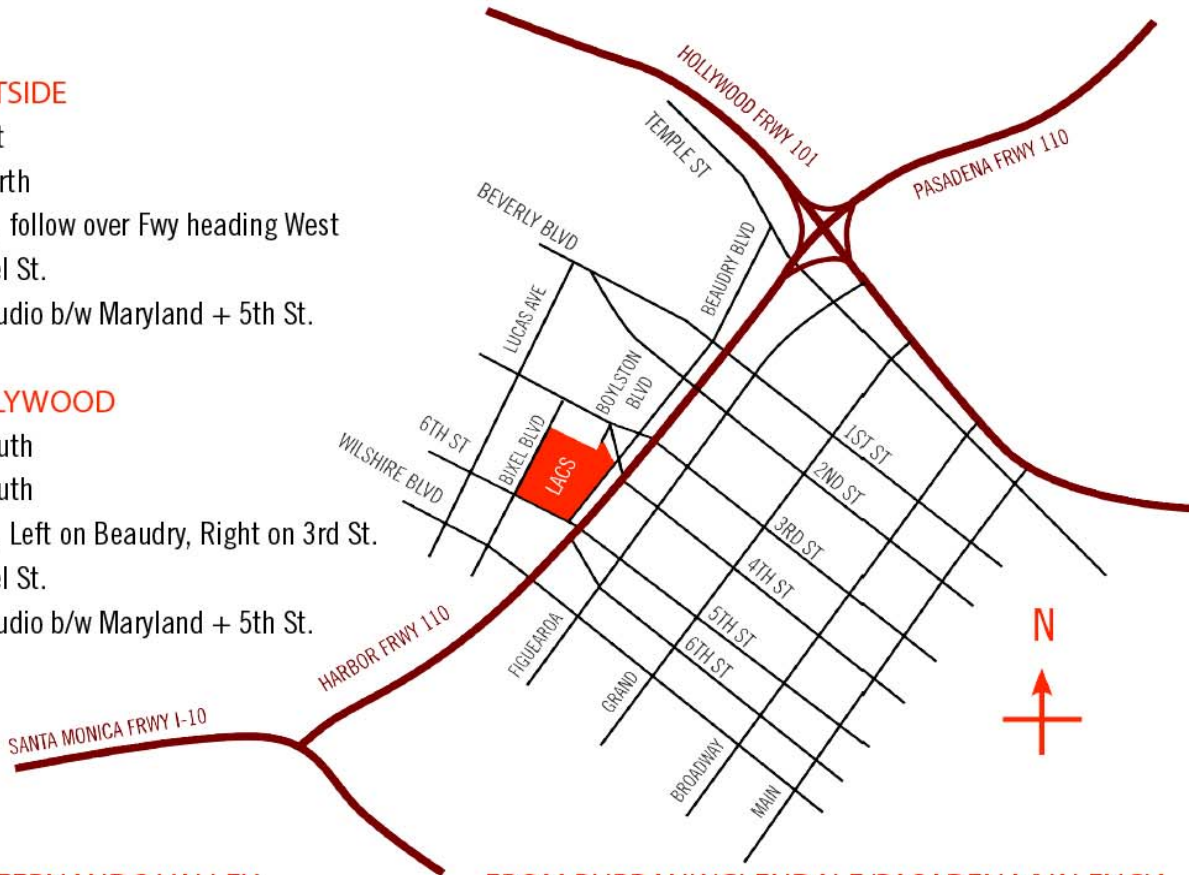 TSIDE
t
rth
follow over Fwy heading West
el St.
udio b/w Maryland + 5th St.
LYWOOD
uth
uth
Left on Beaudry, Right on 3rd St.
el St.
udio b/w Maryland + 5th St.
HOLLYWOOD FRWY 101
PASADENA FRWY 110
TEMPLE ST
BEVERLY BLVD
BEAUDRY BLVD
LUCAS AVE
BOYLSTON
BLVD
6TH ST
BIXEL BLVD
LACS
WILSHIRE BLVD
1ST ST
2ND ST
3RD ST
4TH ST
5TH ST
6TH ST
HARBOR FRWY 110
FIGUEAROA
GRAND
BROADWAY
MAIN
N
SANTA MONICA FRWY I-10